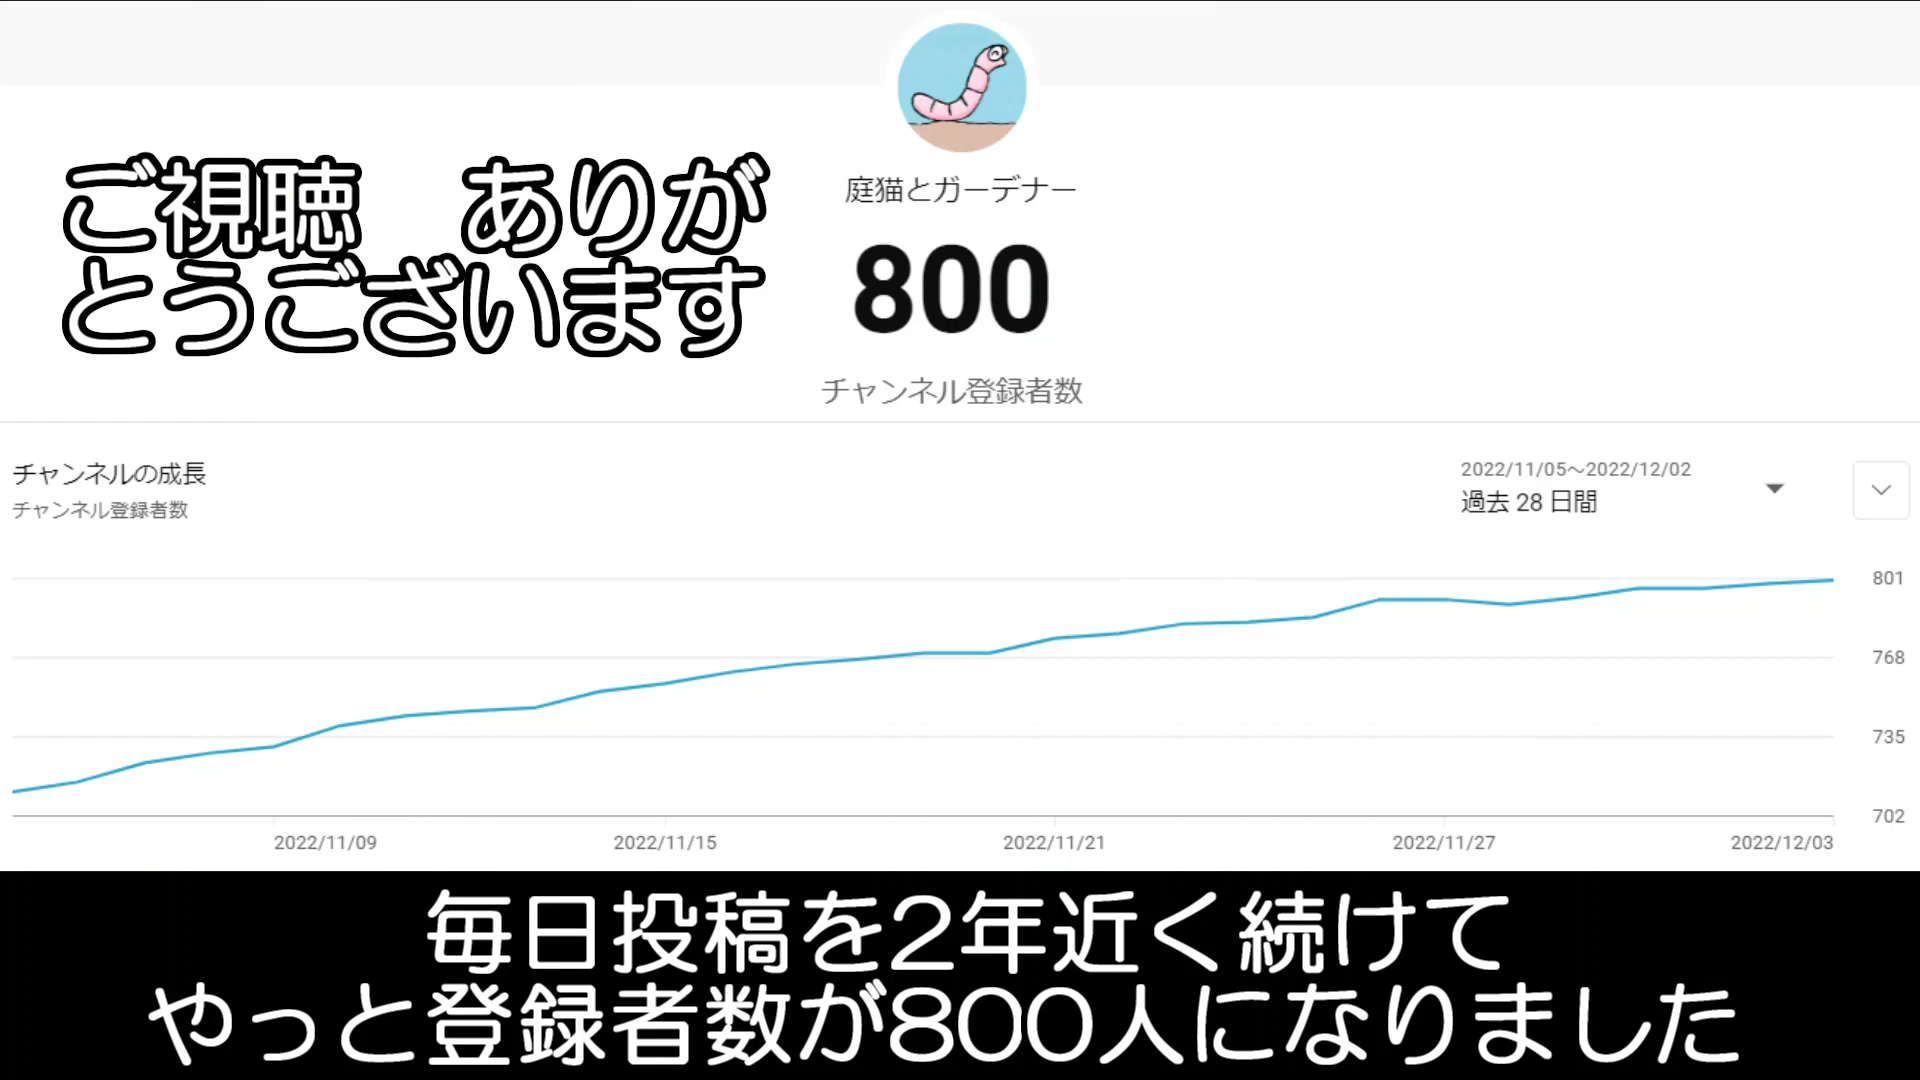 ご視聴　ありが
とうございます
庭猫とガーデナー
800
チャンネル登録者数
チャンネルの成長
チャンネル登録者数
2022/11/05～2022/12/02
過去 28 日間
801
768
735
702
2022/11/09
2022/11/15
2022/11/21
2022/11/27
2022/12/03
毎日投稿を2年近く続けて
やっと登録者数が800人になりました